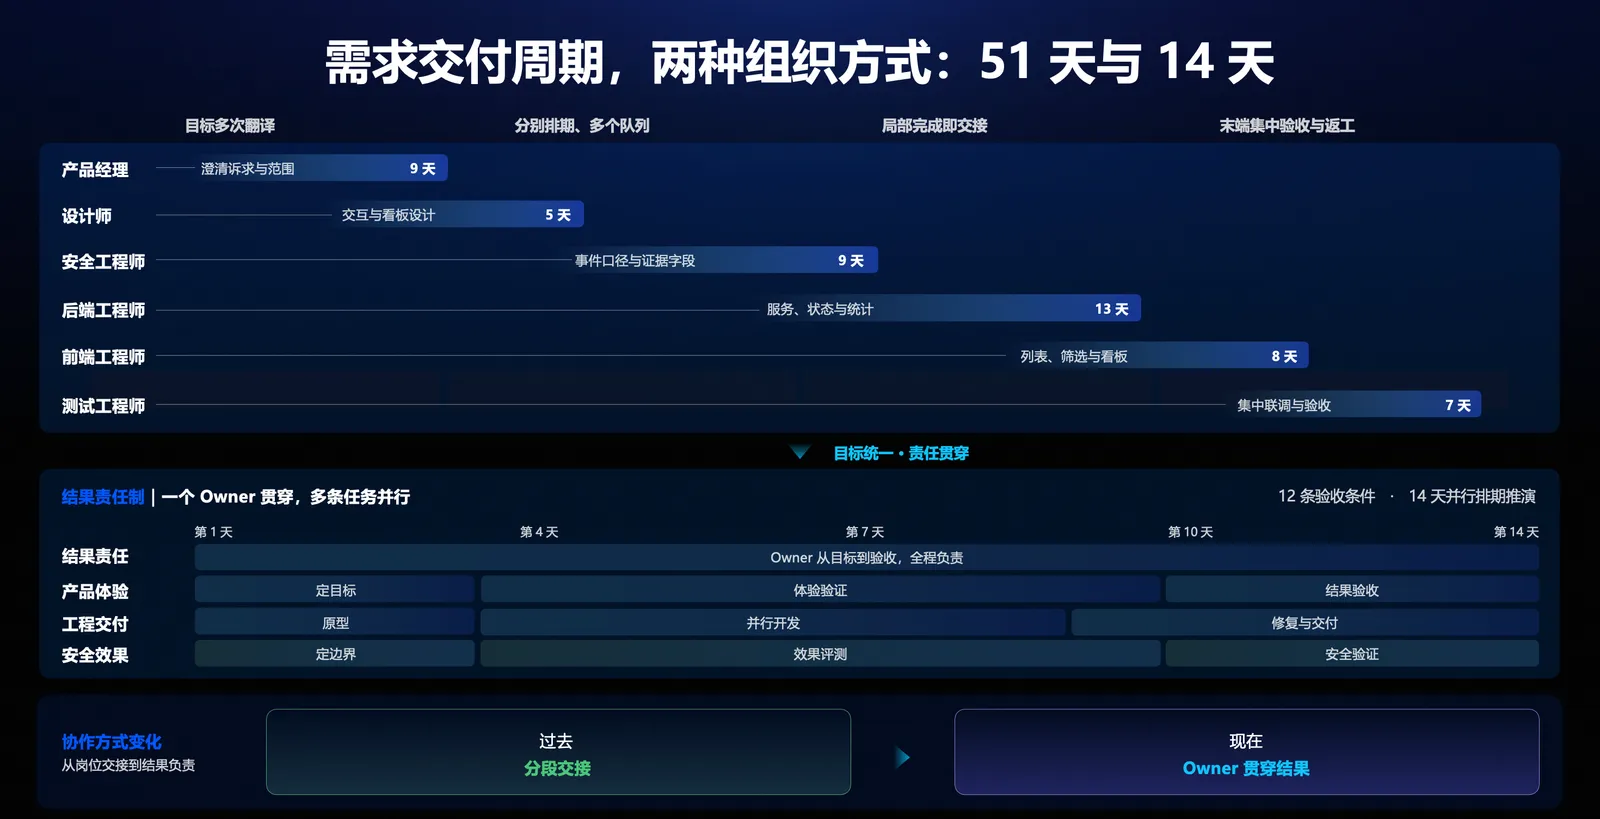 需求交付周期，两种组织方式：51 天与 14 天
目标多次翻译 分别排期、多个队列 局部完成即交接 末端集中验收与返工
产品经理 澄清诉求与范围 9 天
设计师 交互与看板设计 5 天
安全工程师 事件口径与证据字段 9 天
后端工程师 服务、状态与统计 13 天
前端工程师 列表、筛选与看板 8 天
测试工程师 集中联调与验收 7 天
目标统一·责任贯穿
结果责任制 | 一个 Owner 贯穿，多条任务并行 12 条验收条件 · 14 天并行排期推演
第 1 天 第 4 天 第 7 天 第 10 天 第 14 天
结果责任 Owner 从目标到验收，全程负责
产品体验 定目标 体验验证 结果验收
工程交付 原型 并行开发 修复与交付
安全效果 定边界 效果评测 安全验证
协作方式变化
从岗位交接到结果负责
过去
分段交接
现在
Owner 贯穿结果